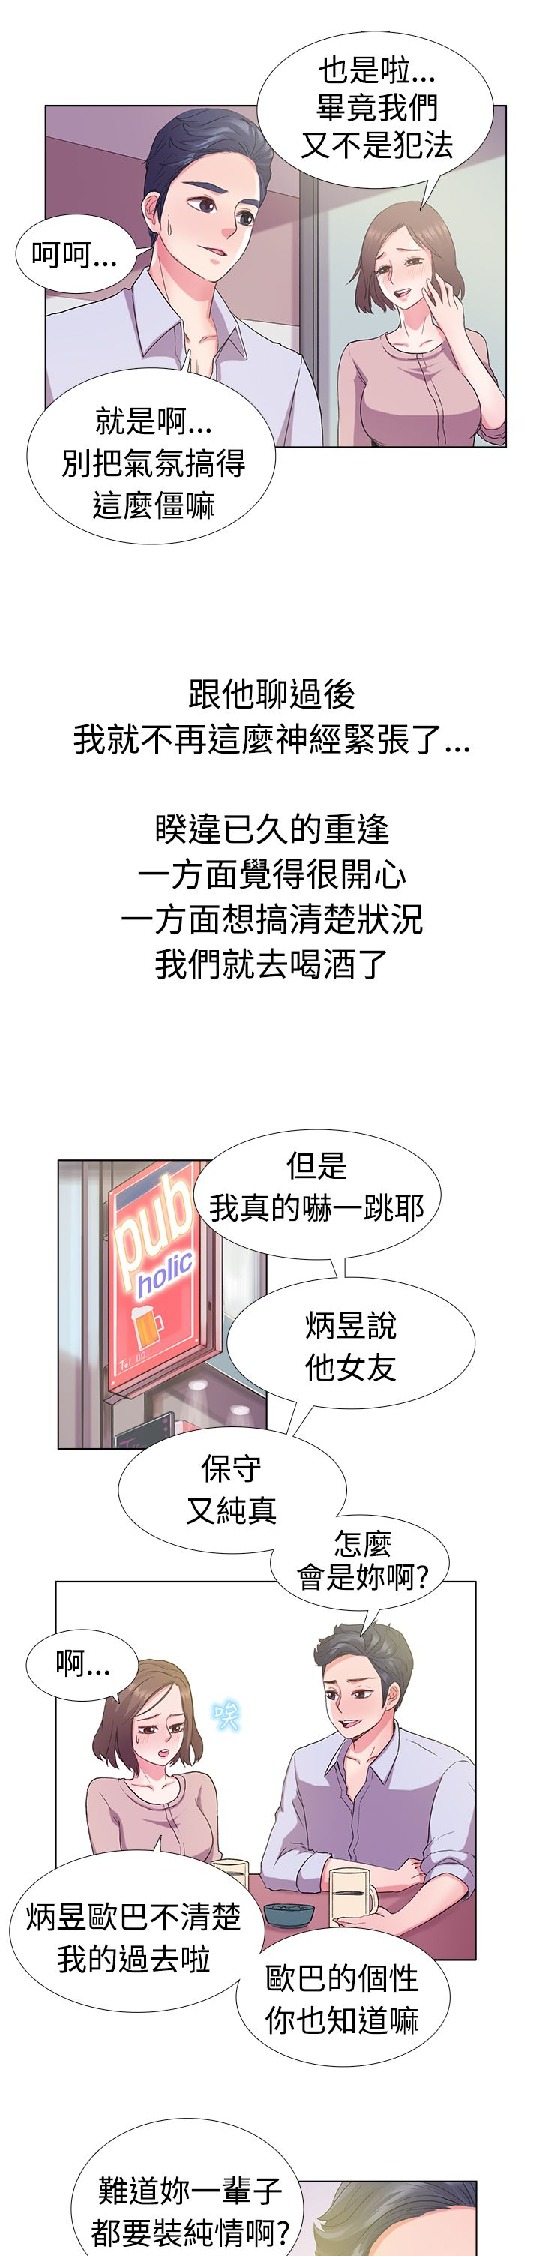 也是啦...
畢竟我們
又不是犯法
呵呵...
就是啊...
別把氣氛搞得
這麼僵嘛
跟他聊過後
我就不再這麼神經緊張了...
睽違已久的重逢
一方面覺得很開心
一方面想搞清楚狀況
我們就去喝酒了
但是
我真的嚇一跳耶
pub
holic
炳昱說
他女友
保守
又純真
怎麼
會是妳啊?
啊...
唉
炳昱歐巴不清楚
我的過去啦
歐巴的個性
你也知道嘛
難道妳一輩子
都要裝純情啊?